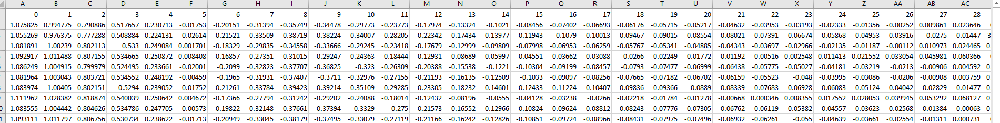 A B C D E F G H I J K L M N O P Q R S T U V W X Y Z AA AB AC
0 1 2 3 4 5 6 7 8 9 10 11 12 13 14 15 16 17 18 19 20 21 22 23 24 25 26 27 28
1.075825 0.994775 0.790886 0.517657 0.230713 -0.01753 -0.20151 -0.31394 -0.35749 -0.34478 -0.29773 -0.23773 -0.17974 -0.13324 -0.1021 -0.08456 -0.07402 -0.06693 -0.06176 -0.05715 -0.05217 -0.04632 -0.03953 -0.03193 -0.02333 -0.01356 -0.00252 0.009861 0.023646
1.055269 0.976375 0.777288 0.508884 0.224131 -0.02614 -0.21521 -0.33509 -0.38719 -0.38224 -0.34007 -0.28205 -0.22342 -0.17434 -0.13977 -0.11943 -0.1079 -0.10013 -0.09467 -0.09015 -0.08554 -0.08021 -0.07391 -0.06674 -0.05868 -0.04953 -0.03916 -0.0275 -0.01447 -3
1.081891 1.00239 0.802113 0.533 0.249084 0.001701 -0.18329 -0.29835 -0.34558 -0.33666 -0.29245 -0.23418 -0.17679 -0.12999 -0.09809 -0.07998 -0.06953 -0.06259 -0.05767 -0.05341 -0.04885 -0.04343 -0.03697 -0.02966 -0.02135 -0.01187 -0.00112 0.010973 0.024465 0
1.092917 1.011488 0.807155 0.534665 0.250872 0.008408 -0.16857 -0.27351 -0.31015 -0.29247 -0.24363 -0.18444 -0.12931 -0.08689 -0.05997 -0.04551 -0.03662 -0.03088 -0.0266 -0.02249 -0.01772 -0.01192 -0.00516 0.002548 0.011413 0.021552 0.033054 0.045981 0.060366 0
1.086249 1.004915 0.799979 0.524495 0.233661 -0.02001 -0.2099 -0.32823 -0.37707 -0.36825 -0.323 -0.26309 -0.20388 -0.15538 -0.1221 -0.10304 -0.09199 -0.08457 -0.0793 -0.07477 -0.06999 -0.06438 -0.05775 -0.05027 -0.04181 -0.03219 -0.0213 -0.00906 0.004592 0
1.081964 1.003043 0.803721 0.534552 0.248192 -0.00459 -0.1965 -0.31931 -0.37407 -0.3711 -0.32976 -0.27155 -0.21193 -0.16135 -0.12509 -0.1033 -0.09097 -0.08256 -0.07665 -0.07182 -0.06702 -0.06159 -0.05523 -0.048 -0.03995 -0.03086 -0.0206 -0.00908 0.003759 0
1.083974 1.00405 0.802151 0.5294 0.239052 -0.01752 -0.21261 -0.33784 -0.39423 -0.39214 -0.35109 -0.29285 -0.23305 -0.18232 -0.14601 -0.12433 -0.11224 -0.10407 -0.09836 -0.09366 -0.0889 -0.08339 -0.07683 -0.06928 -0.06083 -0.05124 -0.04042 -0.02829 -0.01477
1.111962 1.028382 0.818874 0.540039 0.250642 0.004672 -0.17366 -0.27794 -0.31242 -0.29202 -0.24088 -0.18014 -0.12432 -0.08196 -0.0555 -0.04128 -0.03238 -0.0266 -0.02218 -0.01784 -0.01278 -0.00668 0.000346 0.008355 0.017552 0.028053 0.039945 0.053292 0.068127 0
1.083555 1.004442 0.804626 0.534786 0.247705 -0.00573 -0.19822 -0.32148 -0.37661 -0.37394 -0.3329 -0.275 -0.21573 -0.16552 -0.12966 -0.10824 -0.09624 -0.08812 -0.08243 -0.07776 -0.07305 -0.06762 -0.06119 -0.05382 -0.04557 -0.03623 -0.02568 -0.01384 -0.00063 0
1.093111 1.011797 0.806756 0.530734 0.238622 -0.01713 -0.20949 -0.33045 -0.38179 -0.37495 -0.33079 -0.27119 -0.21166 -0.16242 -0.12826 -0.10851 -0.09724 -0.08966 -0.08431 -0.07975 -0.07496 -0.06932 -0.06261 -0.055 -0.04639 -0.03661 -0.02554 -0.01311 0.000731 0